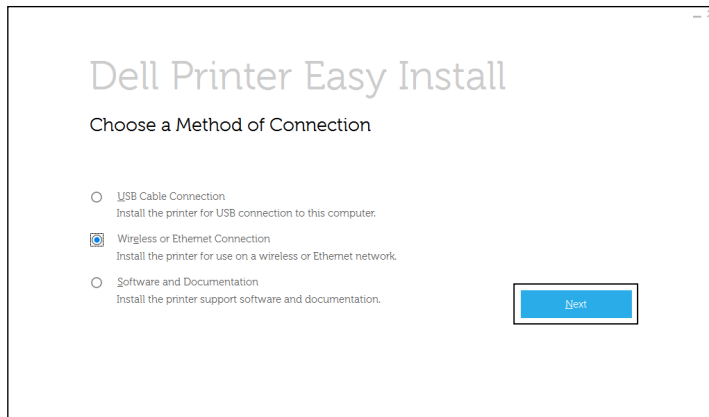 Dell Printer Easy Install
Choose a Method of Connection
USB Cable Connection
Install the printer for USB connection to this computer.
Wireless or Ethernet Connection
Install the printer for use on a wireless or Ethernet network.
Software and Documentation
Install the printer support software and documentation.
Next